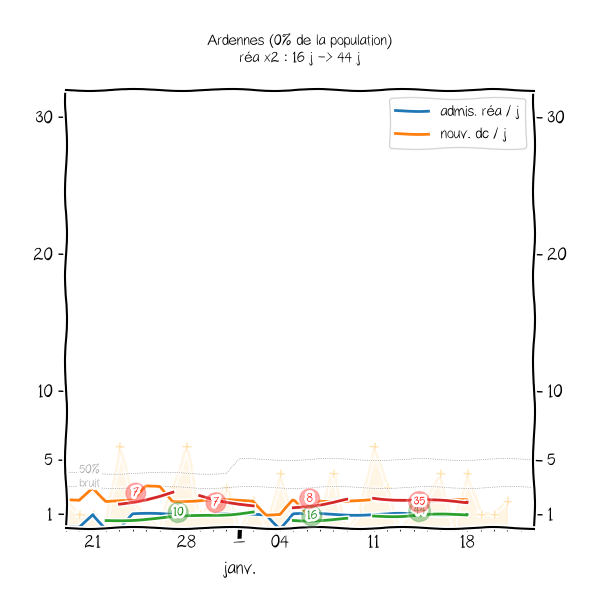 Ardennes (0% de la population)
réa x2 : 16 j -> 44 j
admis. réa / j
nouv. dc / j
30 30
20 20
10 10
5 5
50%
bruit
7 10 7 8 16 35 44
1 1
21 28 04 11 18
janv.